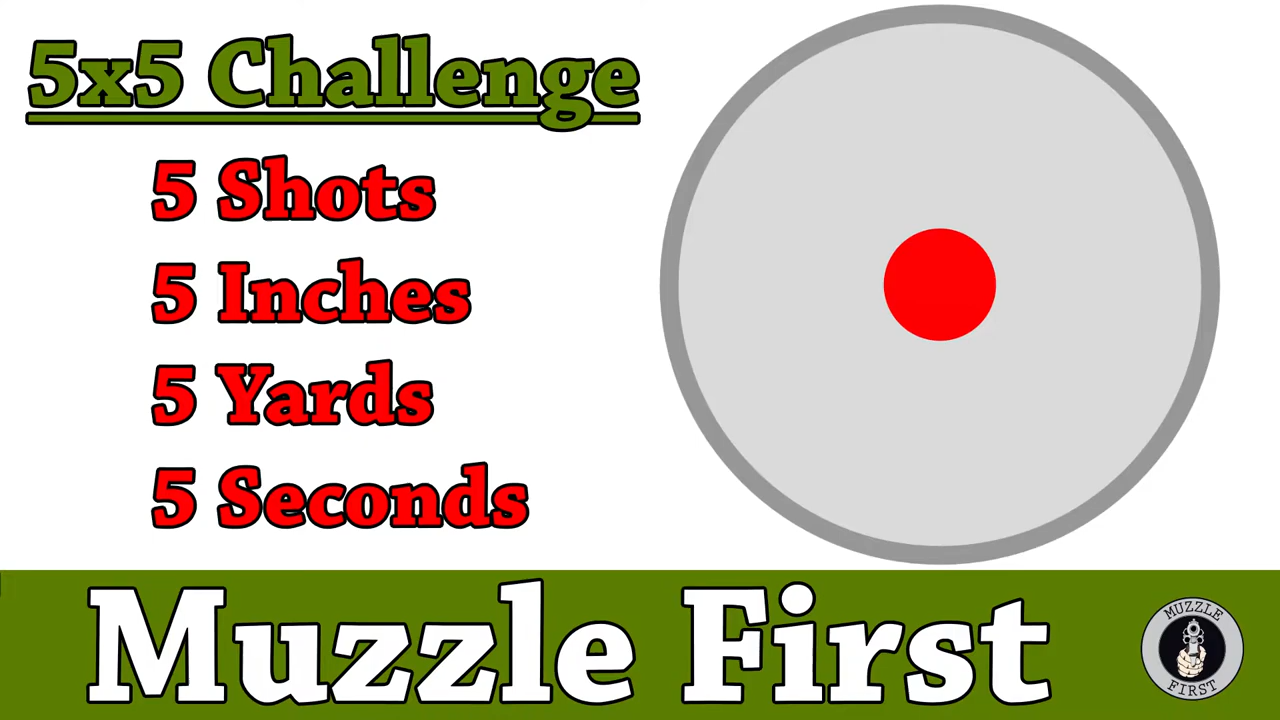 5x5 Challenge
5 Shots
5 Inches
5 Yards
5 Seconds
Muzzle First
MUZZLE
FIRST